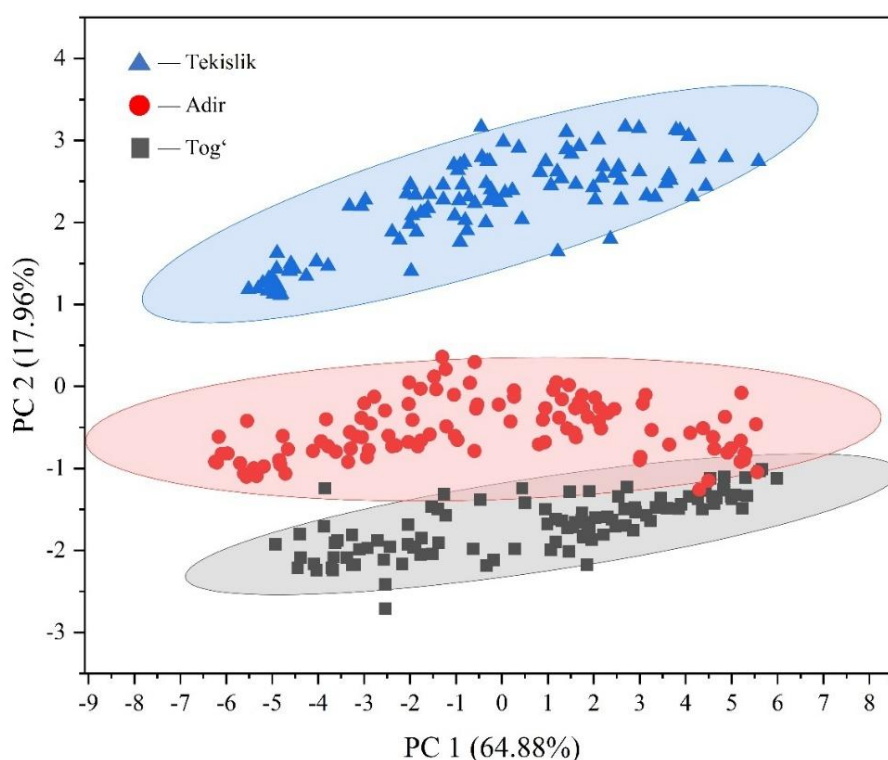 ▲ — Tekislik
● — Adir
■ — Togʻ
PC 2 (17.96%)
4
3
2
1
0
-1
-2
-3
-9 -8 -7 -6 -5 -4 -3 -2 -1 0 1 2 3 4 5 6 7 8
PC 1 (64.88%)